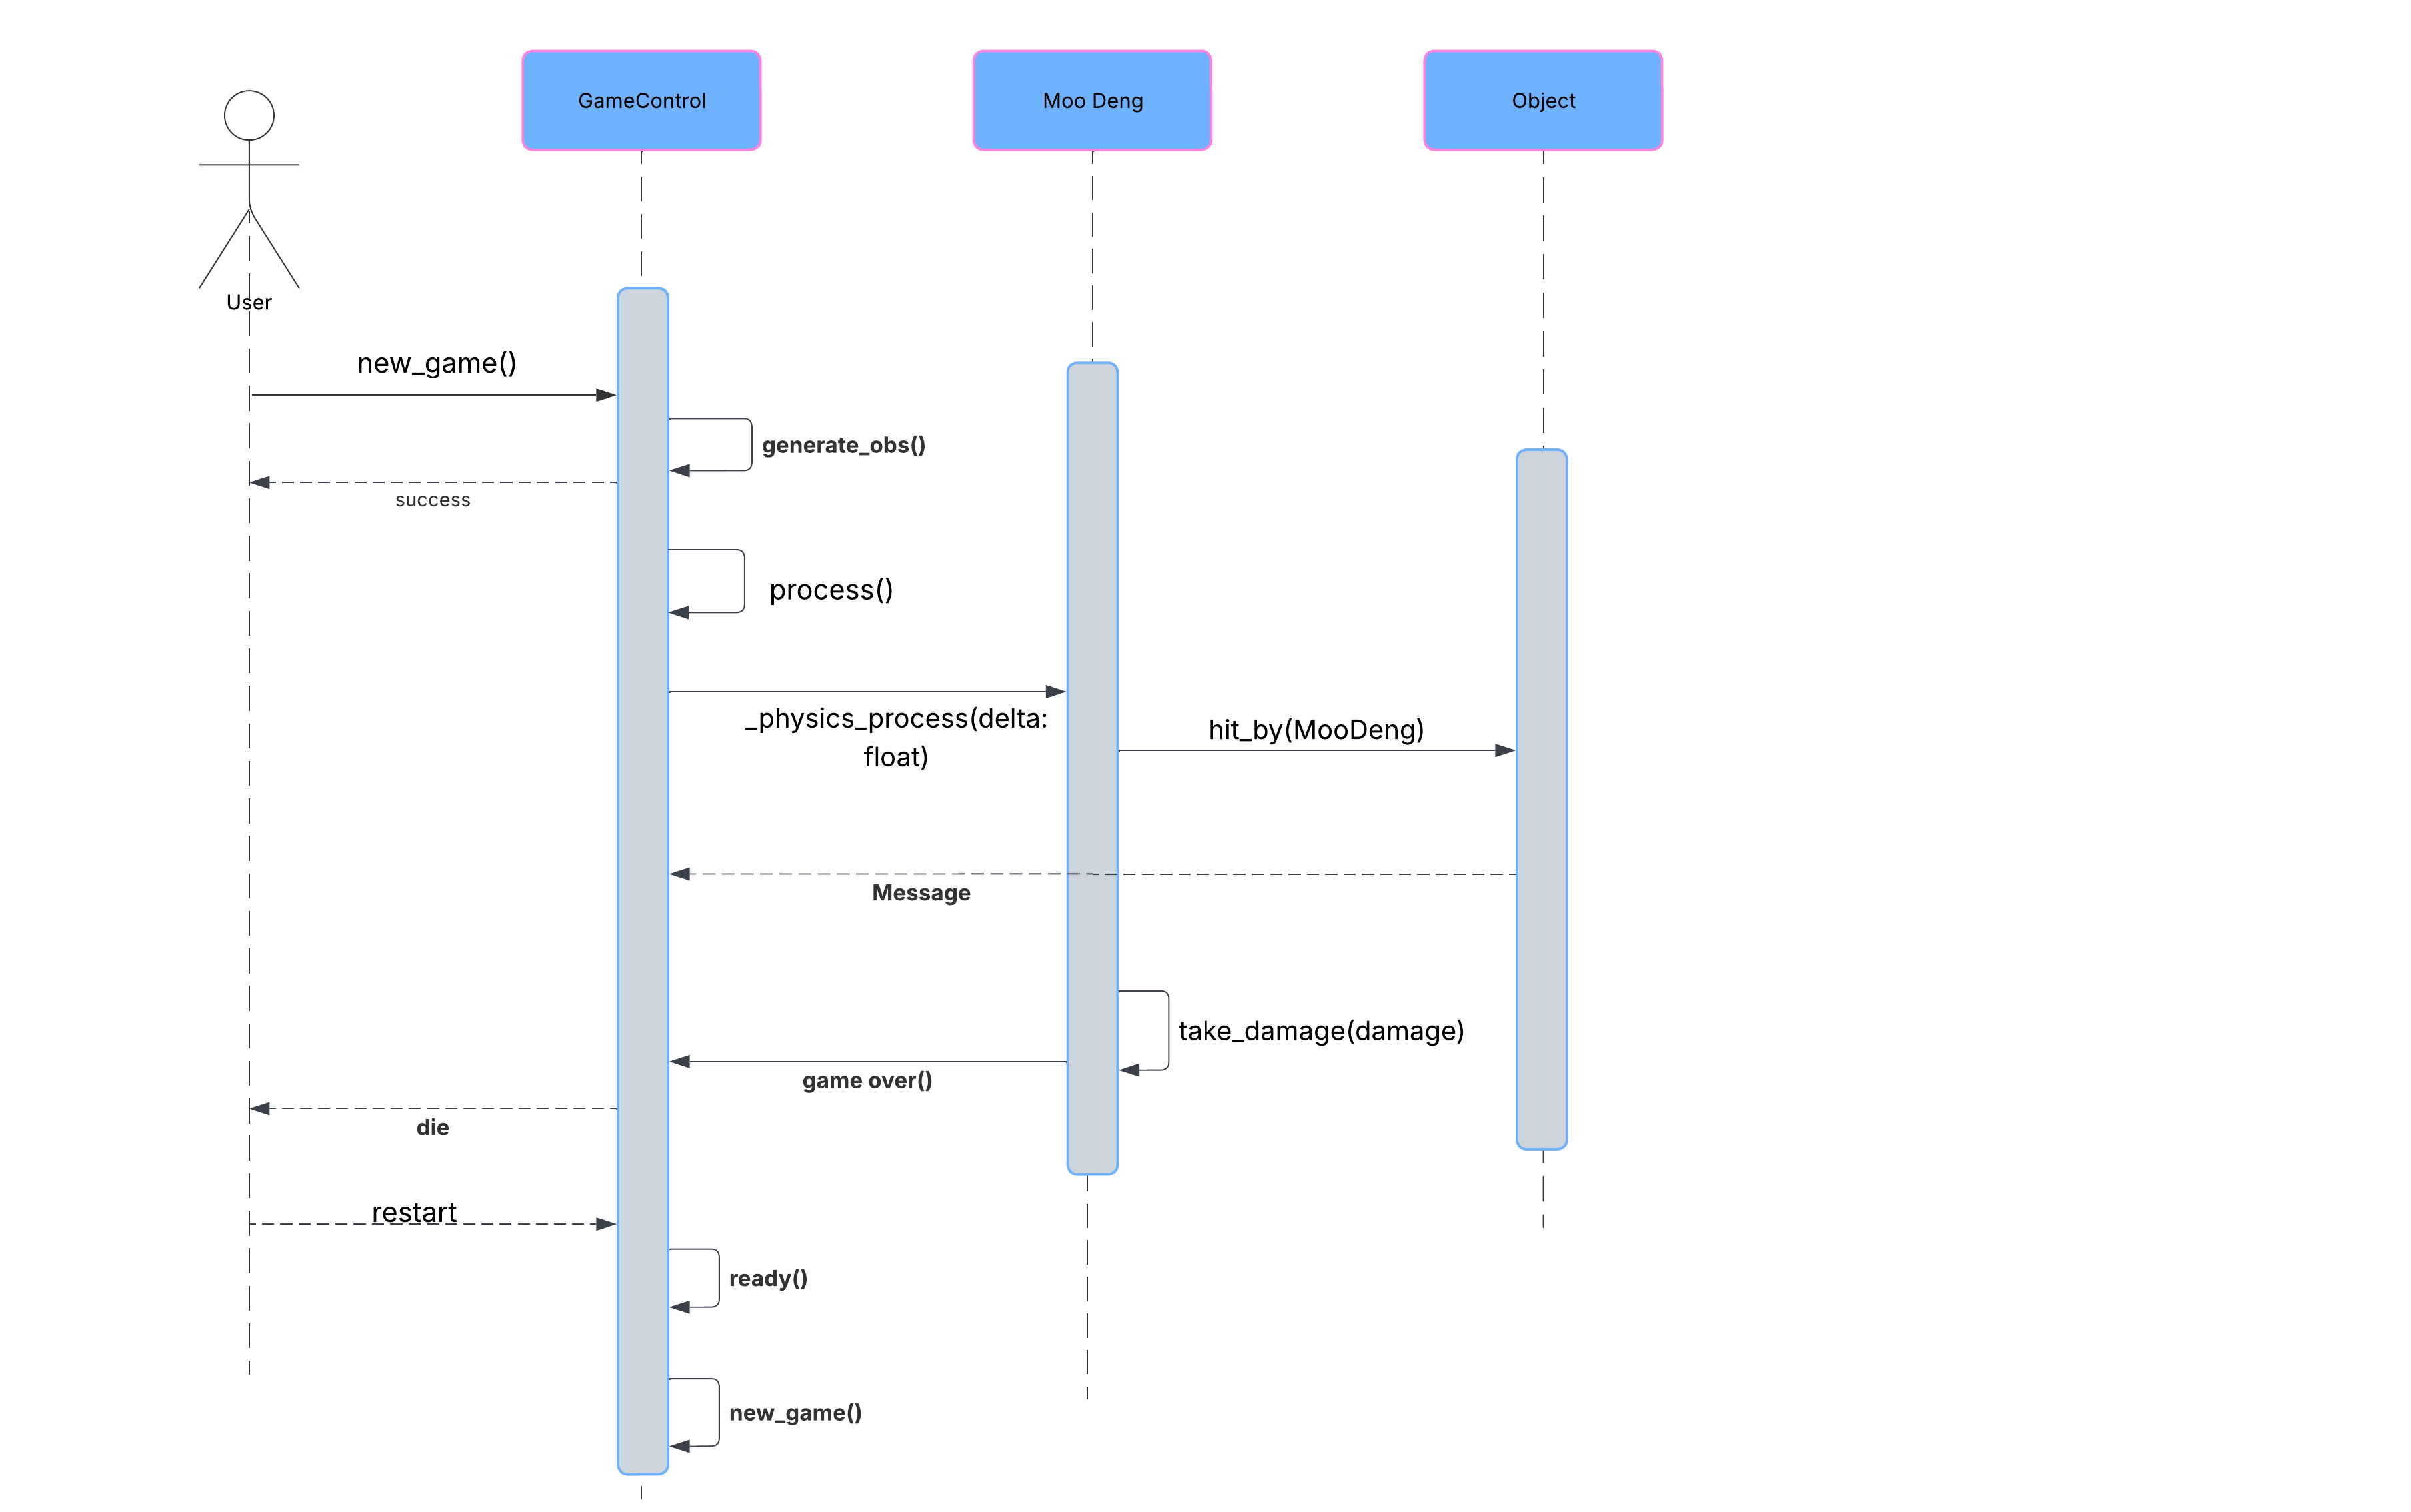 GameControl
Moo Deng
Object
User
new_game()
generate_obs()
success
process()
_physics_process(delta:
float)
hit_by(MooDeng)
Message
take_damage(damage)
game over()
die
restart
ready()
new_game()